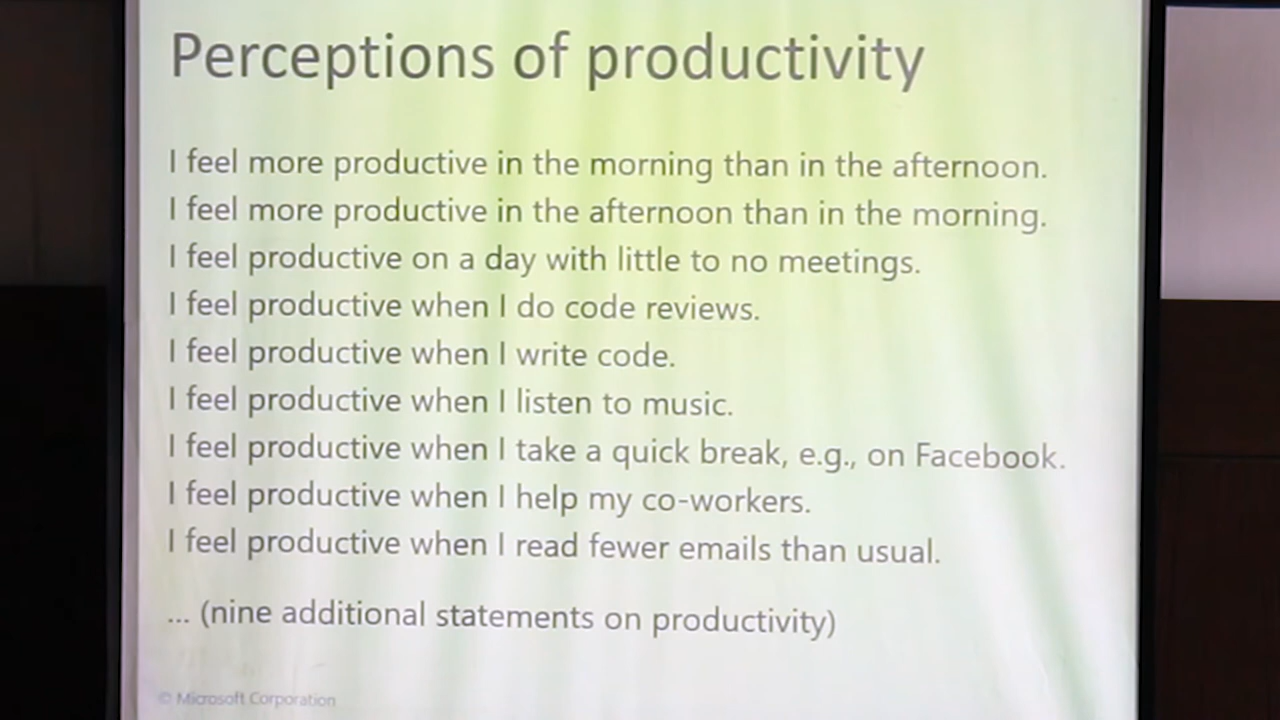 Perceptions of productivity
I feel more productive in the morning than in the afternoon.
I feel more productive in the afternoon than in the morning.
I feel productive on a day with little to no meetings.
I feel productive when I do code reviews.
I feel productive when I write code.
I feel productive when I listen to music.
I feel productive when I take a quick break, e.g., on Facebook.
I feel productive when I help my co-workers.
I feel productive when I read fewer emails than usual.
... (nine additional statements on productivity)
© Microsoft Corporation